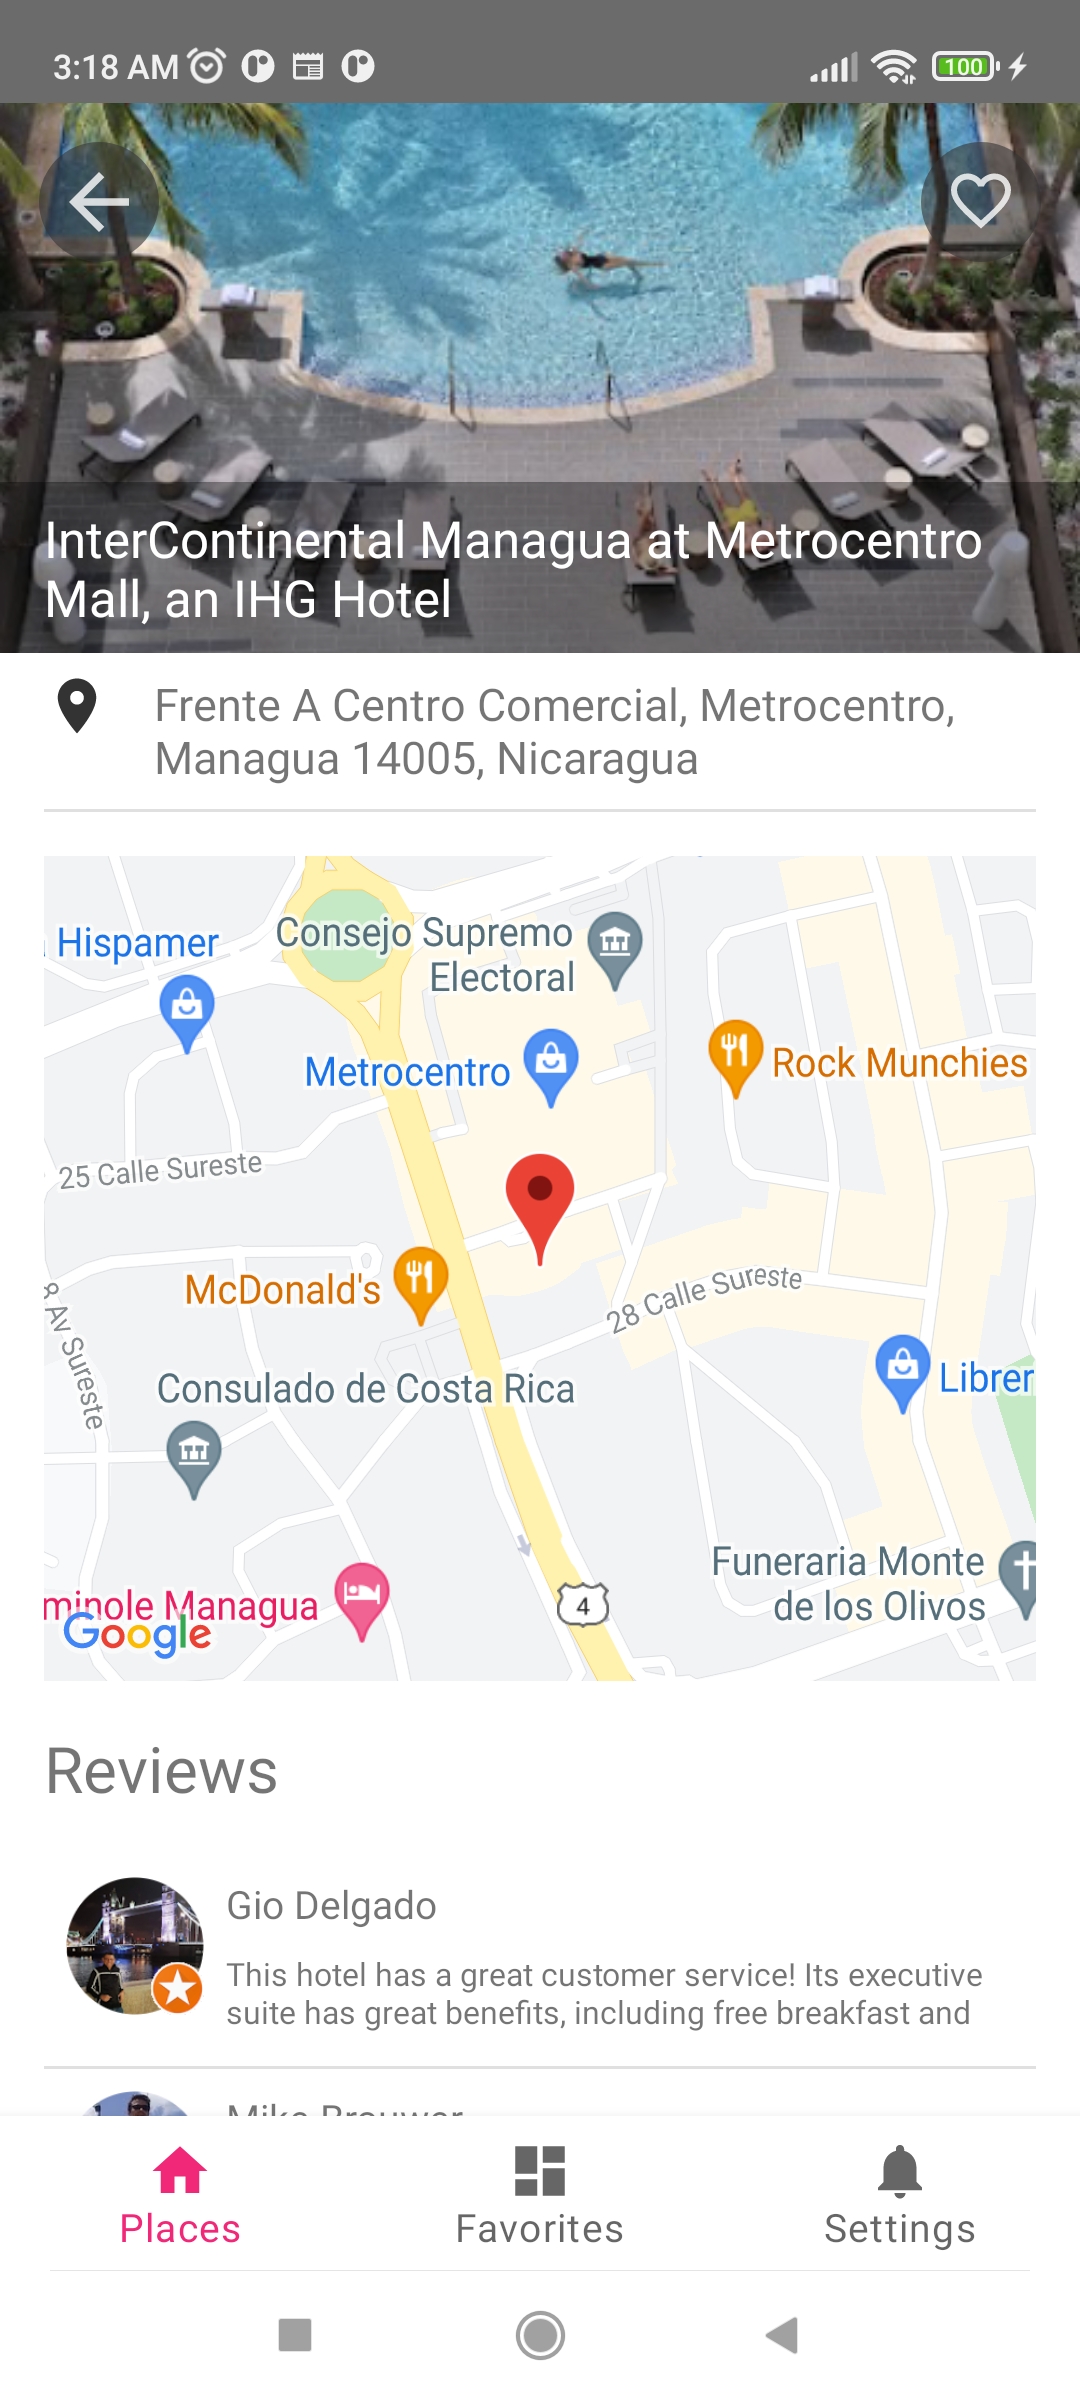 3:18 AM
100
InterContinental Managua at Metrocentro
Mall, an IHG Hotel
Frente A Centro Comercial, Metrocentro,
Managua 14005, Nicaragua
Hispamer
Consejo Supremo
Electoral
Metrocentro
Rock Munchies
25 Calle Sureste
McDonald's
28 Calle Sureste
8 Av Sureste
Consulado de Costa Rica
Librer
Funeraria Monte
de los Olivos
minole Managua
Google
4
Reviews
Gio Delgado
This hotel has a great customer service! Its executive
suite has great benefits, including free breakfast and
Mike Brouwer
Places
Favorites
Settings